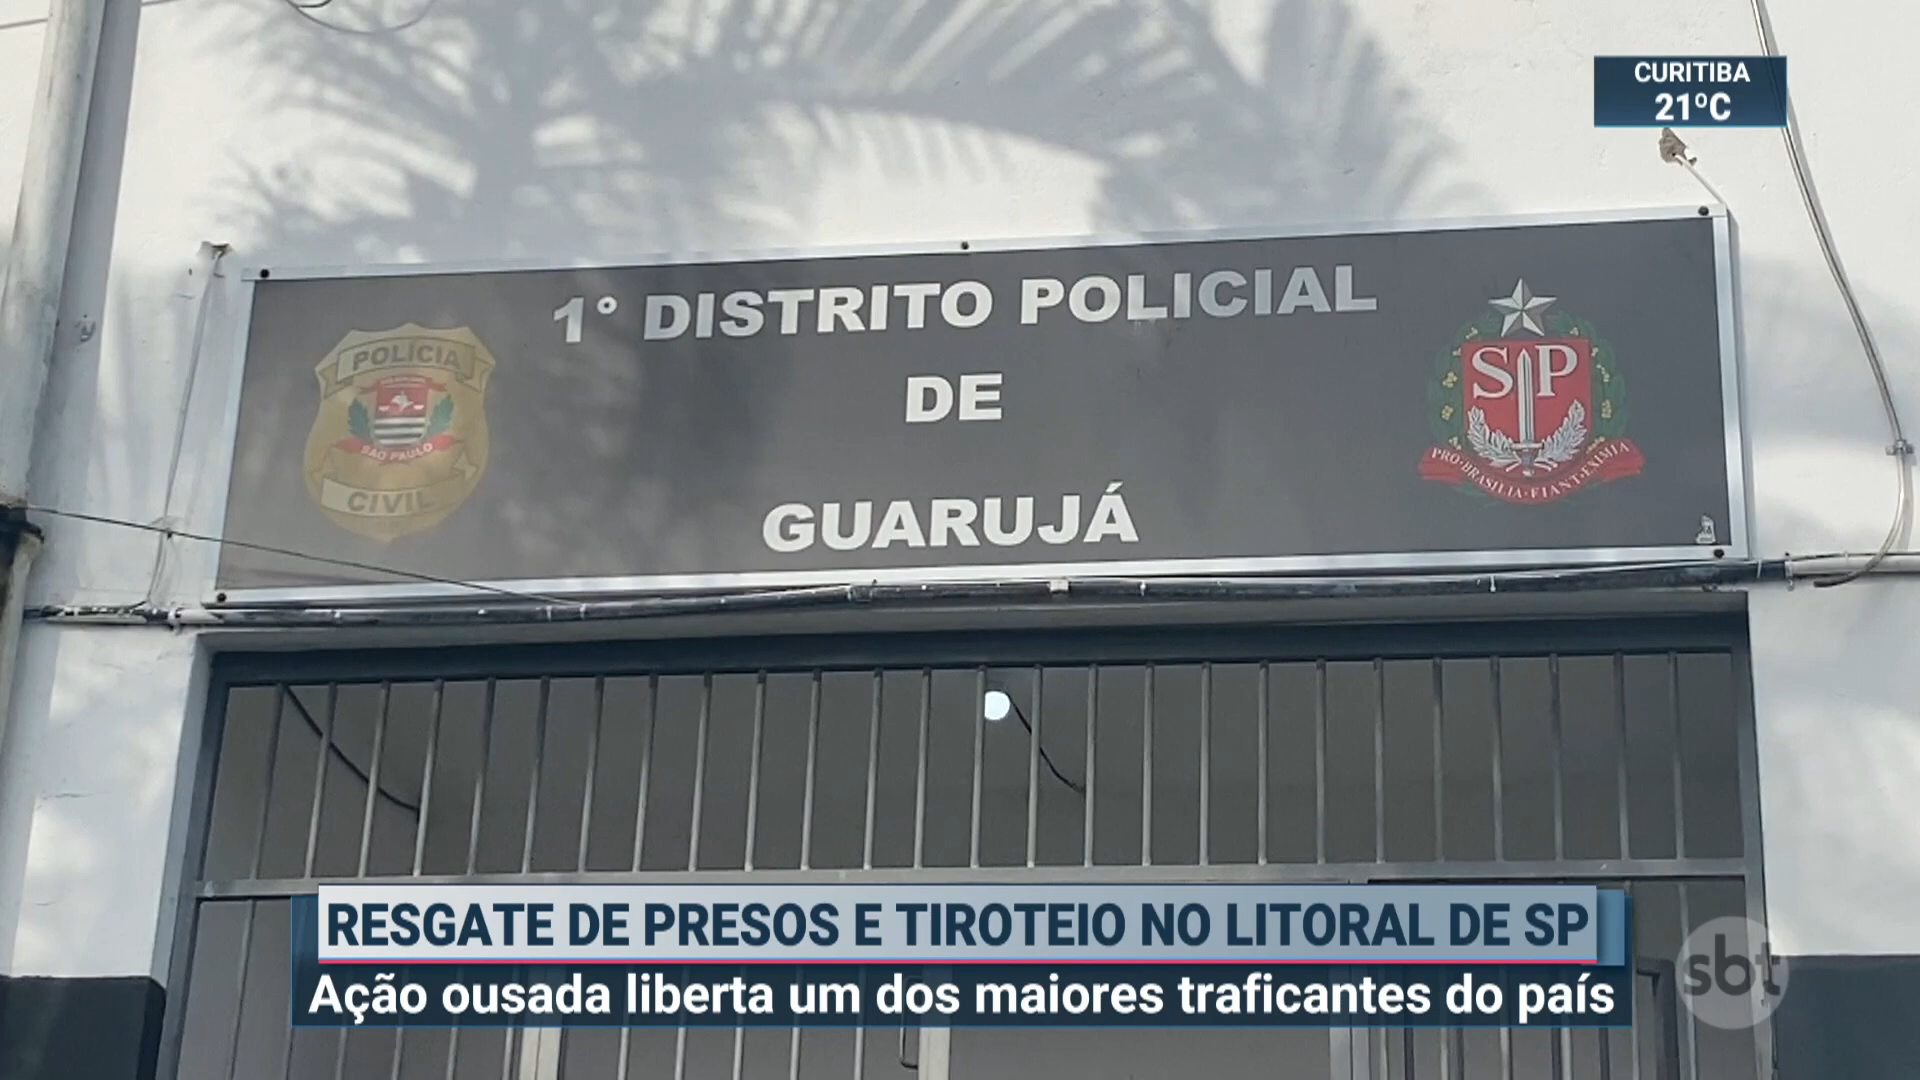 CURITIBA
21ºC
1° DISTRITO POLICIAL
DE
GUARUJÁ
POLÍCIA
SÃO PAULO
CIVIL
SP
PRO·BRASILIA·FIANT·EXIMIA
RESGATE DE PRESOS E TIROTEIO NO LITORAL DE SP
Ação ousada liberta um dos maiores traficantes do país
sbt